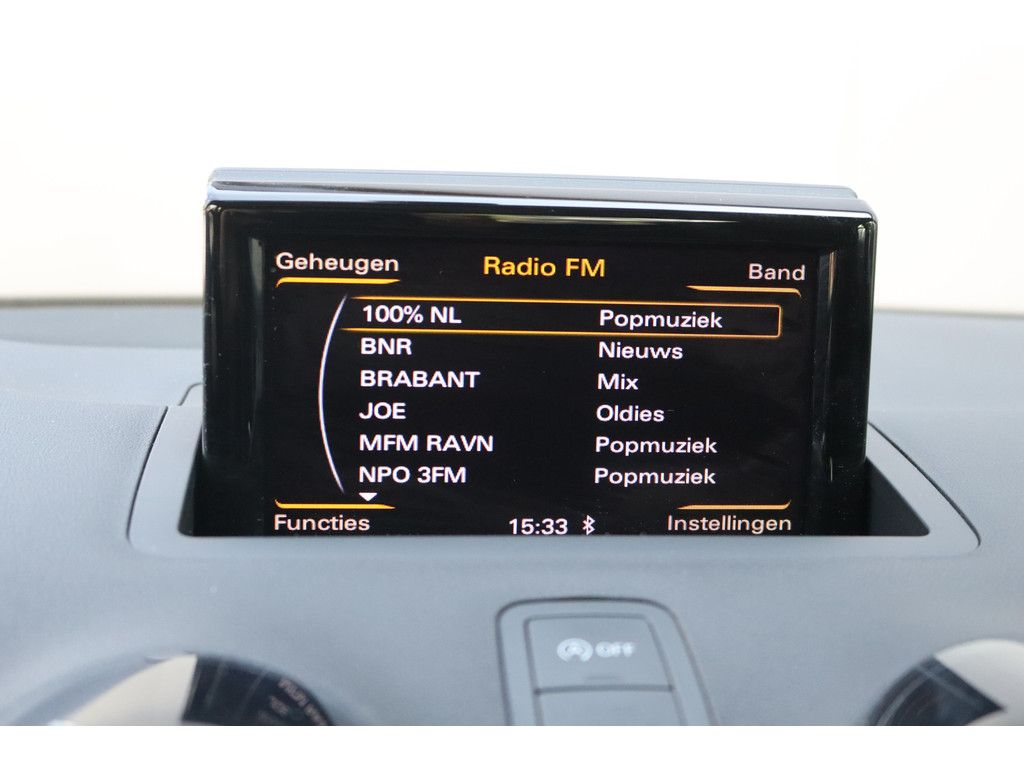 Geheugen Radio FM Band
100% NL Popmuziek
BNR Nieuws
BRABANT Mix
JOE Oldies
MFM RAVN Popmuziek
NPO 3FM Popmuziek
Functies 15:33 Instellingen
OFF